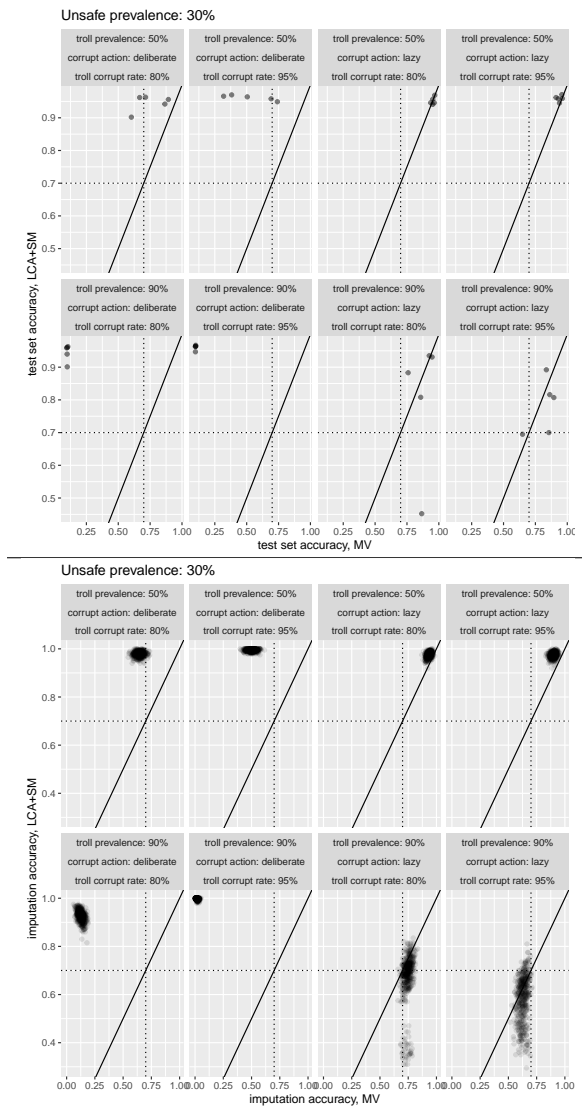 Unsafe prevalence: 30%
troll prevalence: 50% troll prevalence: 50% troll prevalence: 50% troll prevalence: 50%
corrupt action: deliberate corrupt action: deliberate corrupt action: lazy corrupt action: lazy
troll corrupt rate: 80% troll corrupt rate: 95% troll corrupt rate: 80% troll corrupt rate: 95%
0.9
0.8
0.7
0.6
0.5
test set accuracy, LCA+SM
troll prevalence: 90% troll prevalence: 90% troll prevalence: 90% troll prevalence: 90%
corrupt action: deliberate corrupt action: deliberate corrupt action: lazy corrupt action: lazy
troll corrupt rate: 80% troll corrupt rate: 95% troll corrupt rate: 80% troll corrupt rate: 95%
0.9
0.8
0.7
0.6
0.5
0.25 0.50 0.75 1.00 0.25 0.50 0.75 1.00 0.25 0.50 0.75 1.00 0.25 0.50 0.75 1.00
test set accuracy, MV
Unsafe prevalence: 30%
troll prevalence: 50% troll prevalence: 50% troll prevalence: 50% troll prevalence: 50%
corrupt action: deliberate corrupt action: deliberate corrupt action: lazy corrupt action: lazy
troll corrupt rate: 80% troll corrupt rate: 95% troll corrupt rate: 80% troll corrupt rate: 95%
1.0
0.8
0.6
0.4
imputation accuracy, LCA+SM
troll prevalence: 90% troll prevalence: 90% troll prevalence: 90% troll prevalence: 90%
corrupt action: deliberate corrupt action: deliberate corrupt action: lazy corrupt action: lazy
troll corrupt rate: 80% troll corrupt rate: 95% troll corrupt rate: 80% troll corrupt rate: 95%
1.0
0.8
0.6
0.4
0.00 0.25 0.50 0.75 1.00 0.00 0.25 0.50 0.75 1.00 0.00 0.25 0.50 0.75 1.00 0.00 0.25 0.50 0.75 1.00
imputation accuracy, MV